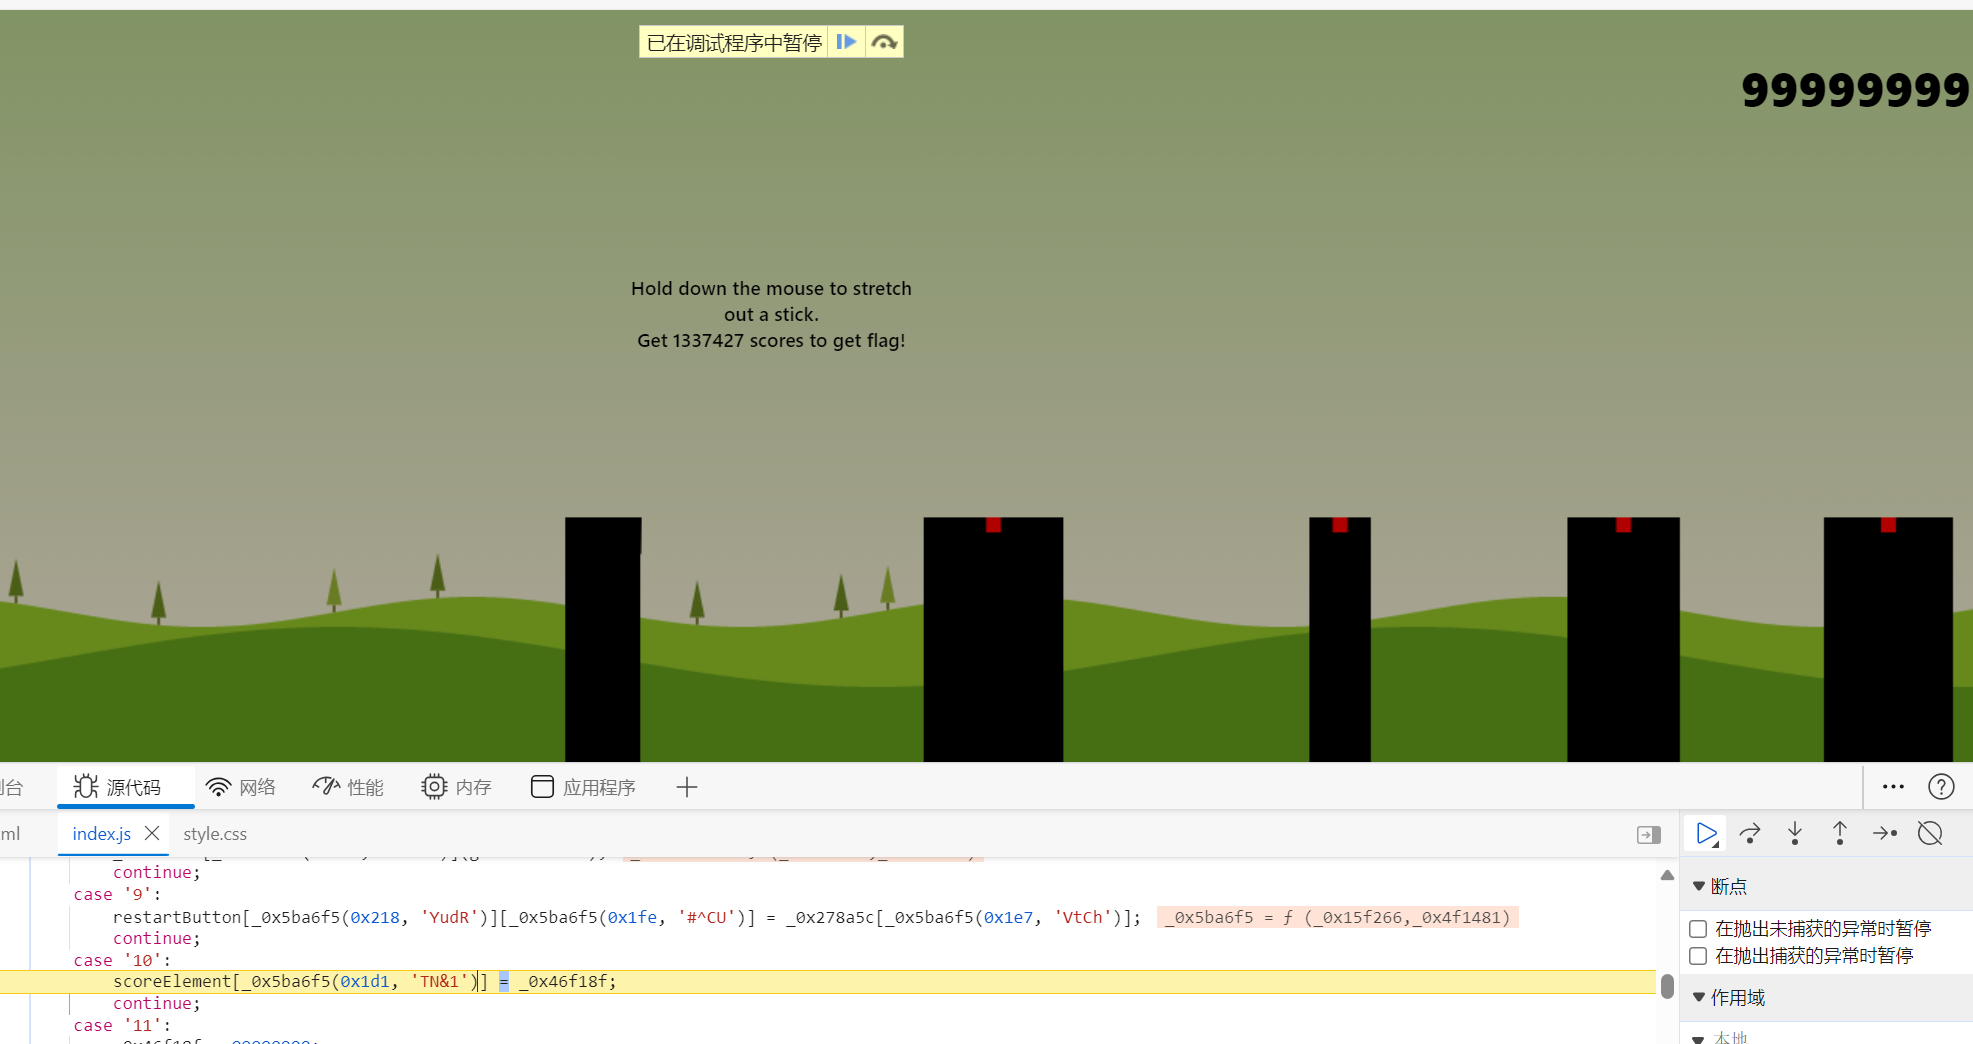 已在调试程序中暂停
99999999
Hold down the mouse to stretch
out a stick.
Get 1337427 scores to get flag!
台 源代码 网络 性能 内存 应用程序
ml index.js style.css
continue;
case '9':
restartButton[_0x5ba6f5(0x218, 'YudR')][_0x5ba6f5(0x1fe, '#^CU')] = _0x278a5c[_0x5ba6f5(0x1e7, 'VtCh')]; _0x5ba6f5 = ƒ (_0x15f266,_0x4f1481)
continue;
case '10':
scoreElement[_0x5ba6f5(0x1d1, 'TN&1')] = _0x46f18f;
continue;
case '11':
断点
在抛出未捕获的异常时暂停
在抛出捕获的异常时暂停
作用域
本地